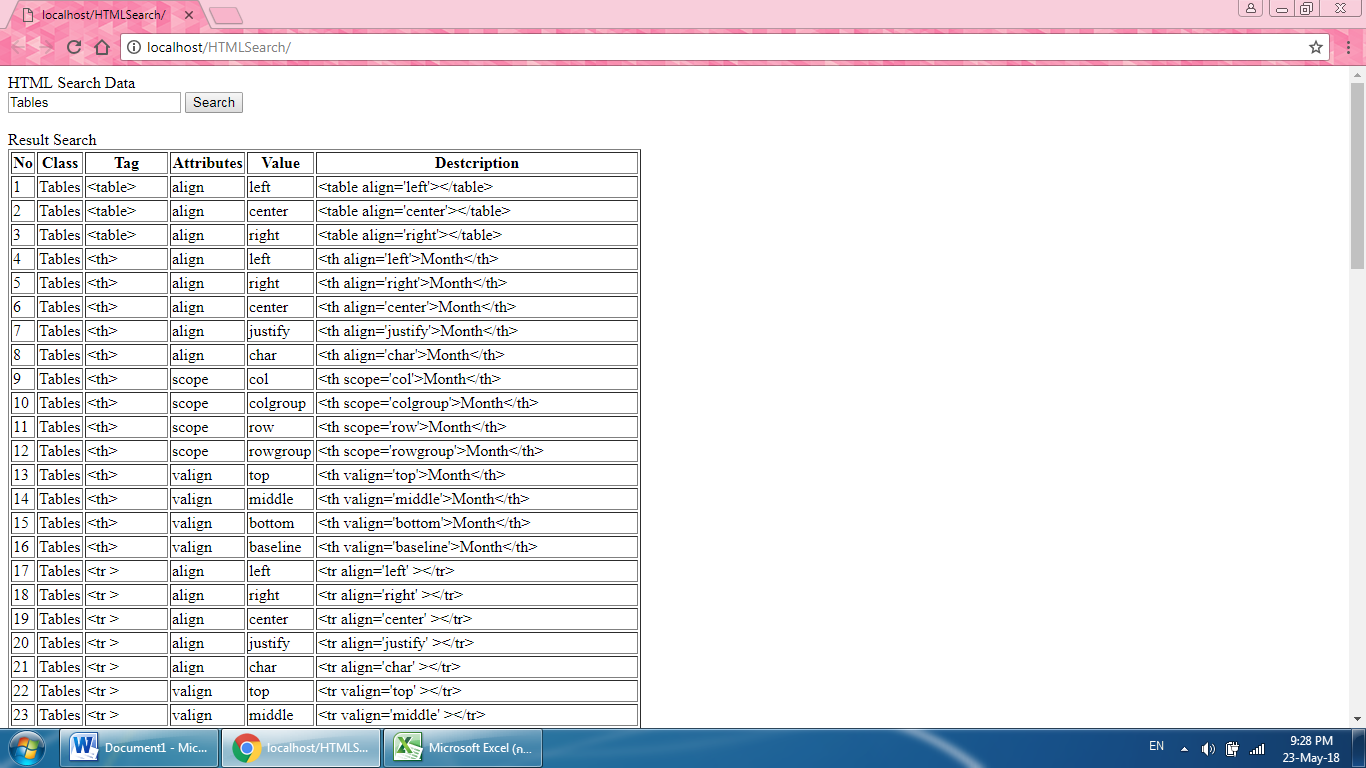 localhost/HTMLSearch/
localhost/HTMLSearch/
HTML Search Data
Tables Search
Result Search
No Class Tag Attributes Value Destcription
1 Tables <table> align left <table align='left'></table>
2 Tables <table> align center <table align='center'></table>
3 Tables <table> align right <table align='right'></table>
4 Tables <th> align left <th align='left'>Month</th>
5 Tables <th> align right <th align='right'>Month</th>
6 Tables <th> align center <th align='center'>Month</th>
7 Tables <th> align justify <th align='justify'>Month</th>
8 Tables <th> align char <th align='char'>Month</th>
9 Tables <th> scope col <th scope='col'>Month</th>
10 Tables <th> scope colgroup <th scope='colgroup'>Month</th>
11 Tables <th> scope row <th scope='row'>Month</th>
12 Tables <th> scope rowgroup <th scope='rowgroup'>Month</th>
13 Tables <th> valign top <th valign='top'>Month</th>
14 Tables <th> valign middle <th valign='middle'>Month</th>
15 Tables <th> valign bottom <th valign='bottom'>Month</th>
16 Tables <th> valign baseline <th valign='baseline'>Month</th>
17 Tables <tr > align left <tr align='left' ></tr>
18 Tables <tr > align right <tr align='right' ></tr>
19 Tables <tr > align center <tr align='center' ></tr>
20 Tables <tr > align justify <tr align='justify' ></tr>
21 Tables <tr > align char <tr align='char' ></tr>
22 Tables <tr > valign top <tr valign='top' ></tr>
23 Tables <tr > valign middle <tr valign='middle' ></tr>
Document1 - Mic... localhost/HTMLS... Microsoft Excel (n... EN 9:28 PM
23-May-18